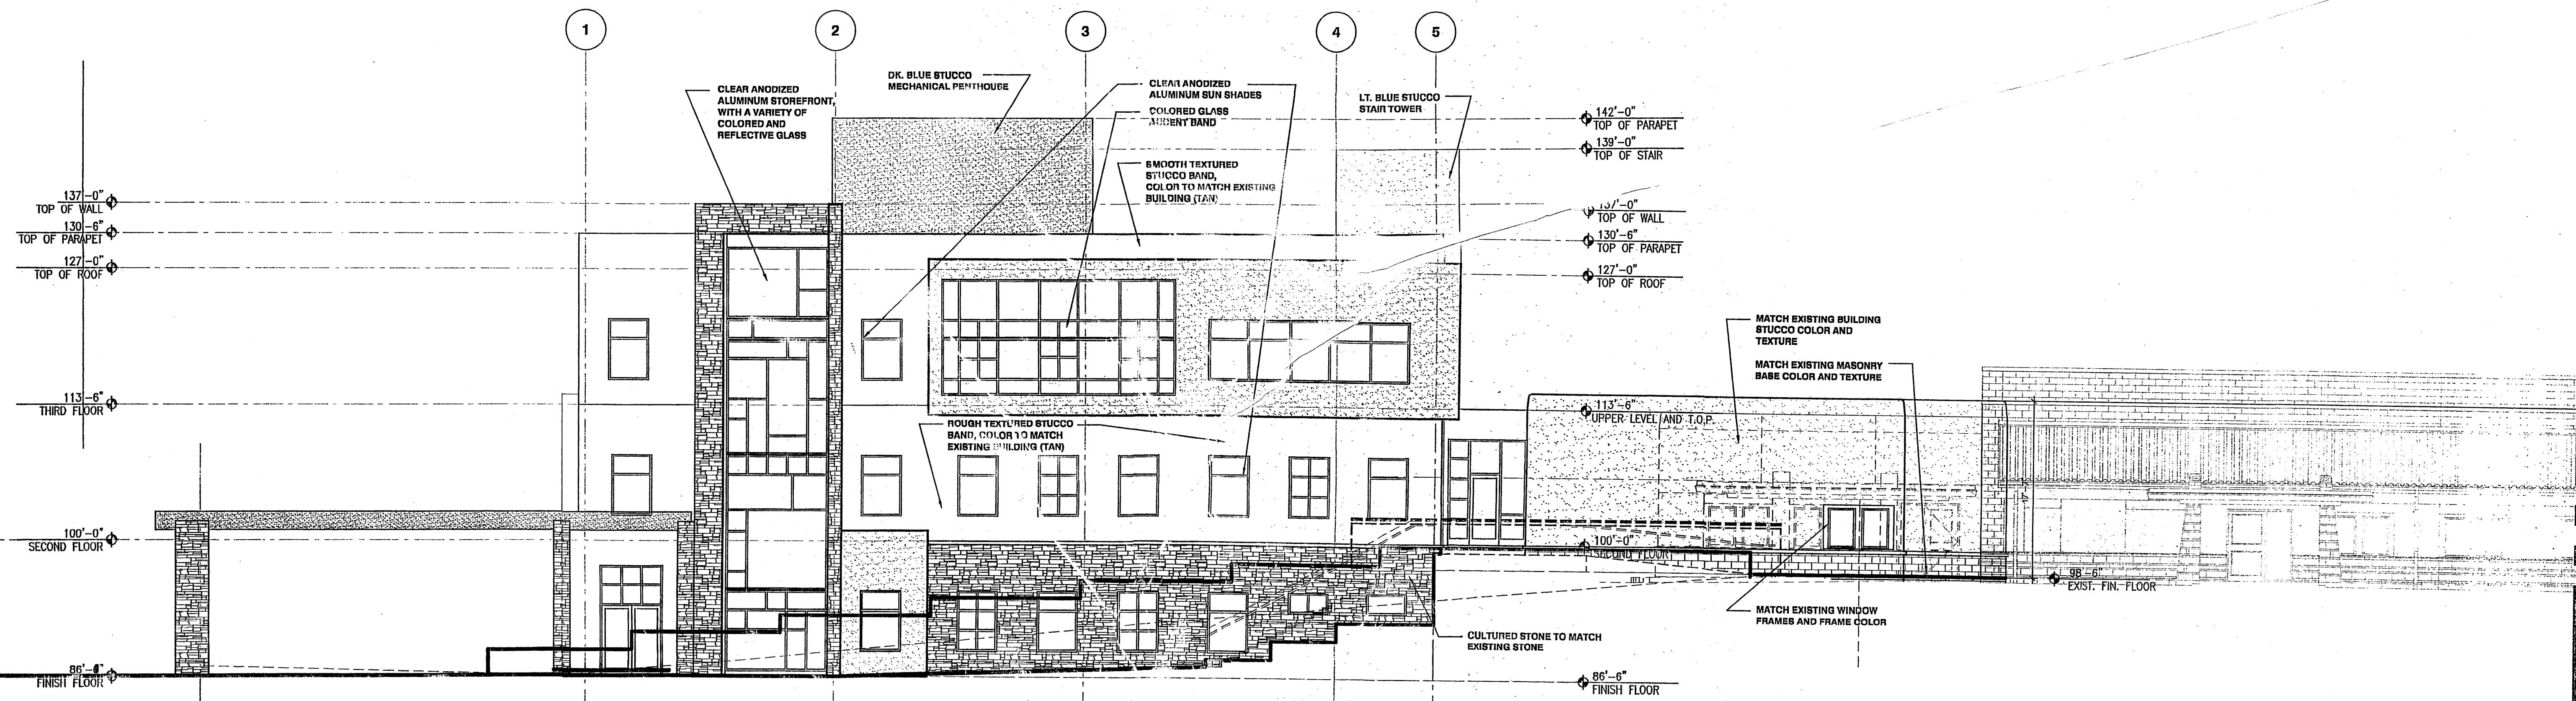 1
2
3
4
5
CLEAR ANODIZED
ALUMINUM STOREFRONT,
WITH A VARIETY OF
COLORED AND
REFLECTIVE GLASS
DK. BLUE STUCCO
MECHANICAL PENTHOUSE
CLEAR ANODIZED
ALUMINUM SUN SHADES
COLORED GLASS
ACCENT BAND
SMOOTH TEXTURED
STUCCO BAND,
COLOR TO MATCH EXISTING
BUILDING (TAN)
LT. BLUE STUCCO
STAIR TOWER
142'-0"
TOP OF PARAPET
139'-0"
TOP OF STAIR
137'-0"
TOP OF WALL
130'-6"
TOP OF PARAPET
127'-0"
TOP OF ROOF
137'-0"
TOP OF WALL
130'-6"
TOP OF PARAPET
127'-0"
TOP OF ROOF
113'-6"
THIRD FLOOR
100'-0"
SECOND FLOOR
86'-6"
FINISH FLOOR
ROUGH TEXTURED STUCCO
BAND, COLOR TO MATCH
EXISTING BUILDING (TAN)
MATCH EXISTING BUILDING
STUCCO COLOR AND
TEXTURE
MATCH EXISTING MASONRY
BASE COLOR AND TEXTURE
113'-6"
UPPER LEVEL AND T.O.P.
100'-0"
SECOND FLOOR
98'-6"
EXIST. FIN. FLOOR
MATCH EXISTING WINDOW
FRAMES AND FRAME COLOR
CULTURED STONE TO MATCH
EXISTING STONE
86'-6"
FINISH FLOOR